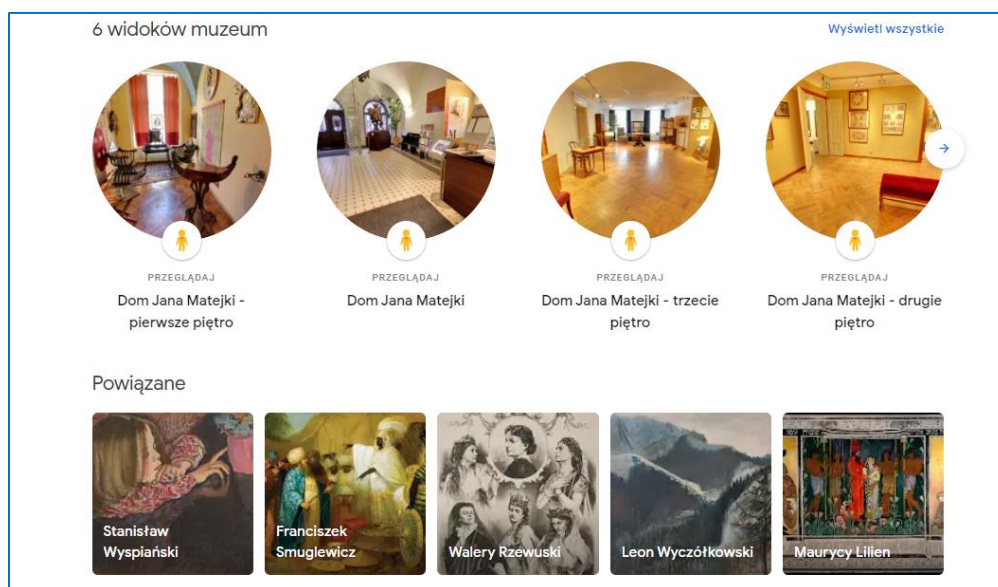 6 widoków muzeum
Wyświetl wszystkie
PRZEGLĄDAJ
Dom Jana Matejki -
pierwsze piętro
PRZEGLĄDAJ
Dom Jana Matejki
PRZEGLĄDAJ
Dom Jana Matejki - trzecie
piętro
PRZEGLĄDAJ
Dom Jana Matejki - drugie
piętro
Powiązane
Stanisław
Wyspiański
Franciszek
Smuglewicz
Walery Rzewuski
Leon Wyczółkowski
Maurycy Lilien